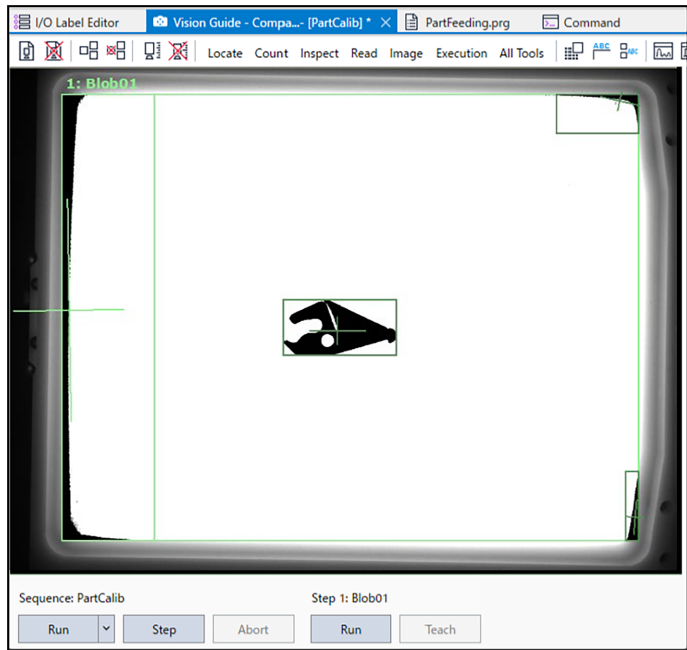 I/O Label Editor
Vision Guide - Compa...- [PartCalib] *
PartFeeding.prg
Command
Locate Count Inspect Read Image Execution All Tools
ABC
ABC
1: Blob01
Sequence: PartCalib
Step 1: Blob01
Run
Step
Abort
Run
Teach